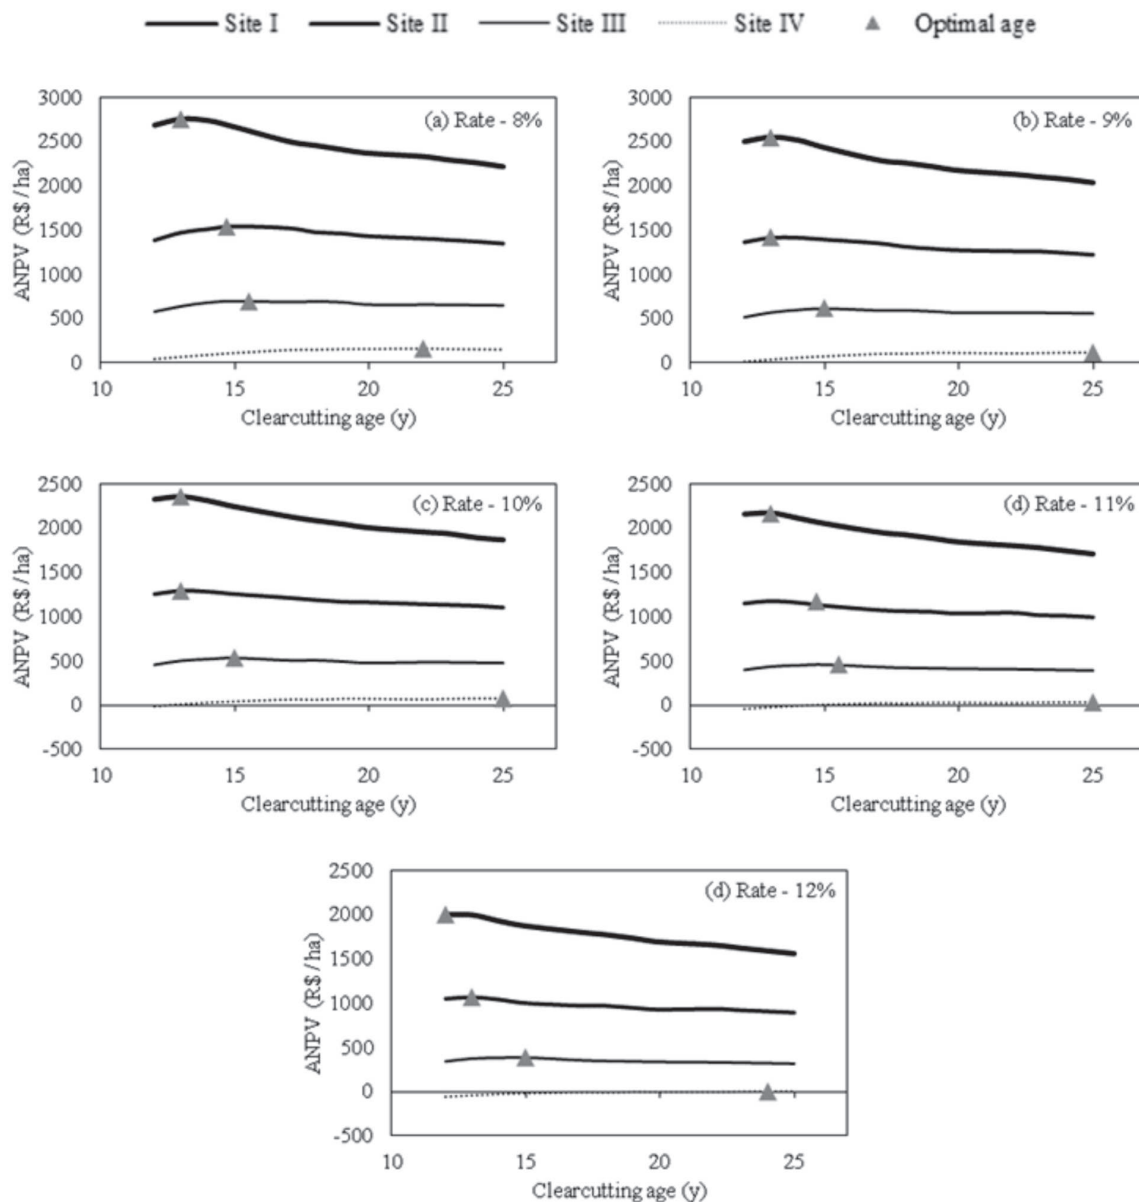 Site I Site II Site III Site IV Optimal age
(a) Rate - 8%
ANPV (R$/ha)
3000
2500
2000
1500
1000
500
0
10 15 20 25
Clearcutting age (y)
(b) Rate - 9%
ANPV (R$/ha)
3000
2500
2000
1500
1000
500
0
10 15 20 25
Clearcutting age (y)
(c) Rate - 10%
ANPV (R$/ha)
2500
2000
1500
1000
500
0
-500
10 15 20 25
Clearcutting age (y)
(d) Rate - 11%
ANPV (R$/ha)
2500
2000
1500
1000
500
0
-500
10 15 20 25
Clearcutting age (y)
(d) Rate - 12%
ANPV (R$/ha)
2500
2000
1500
1000
500
0
-500
10 15 20 25
Clearcutting age (y)